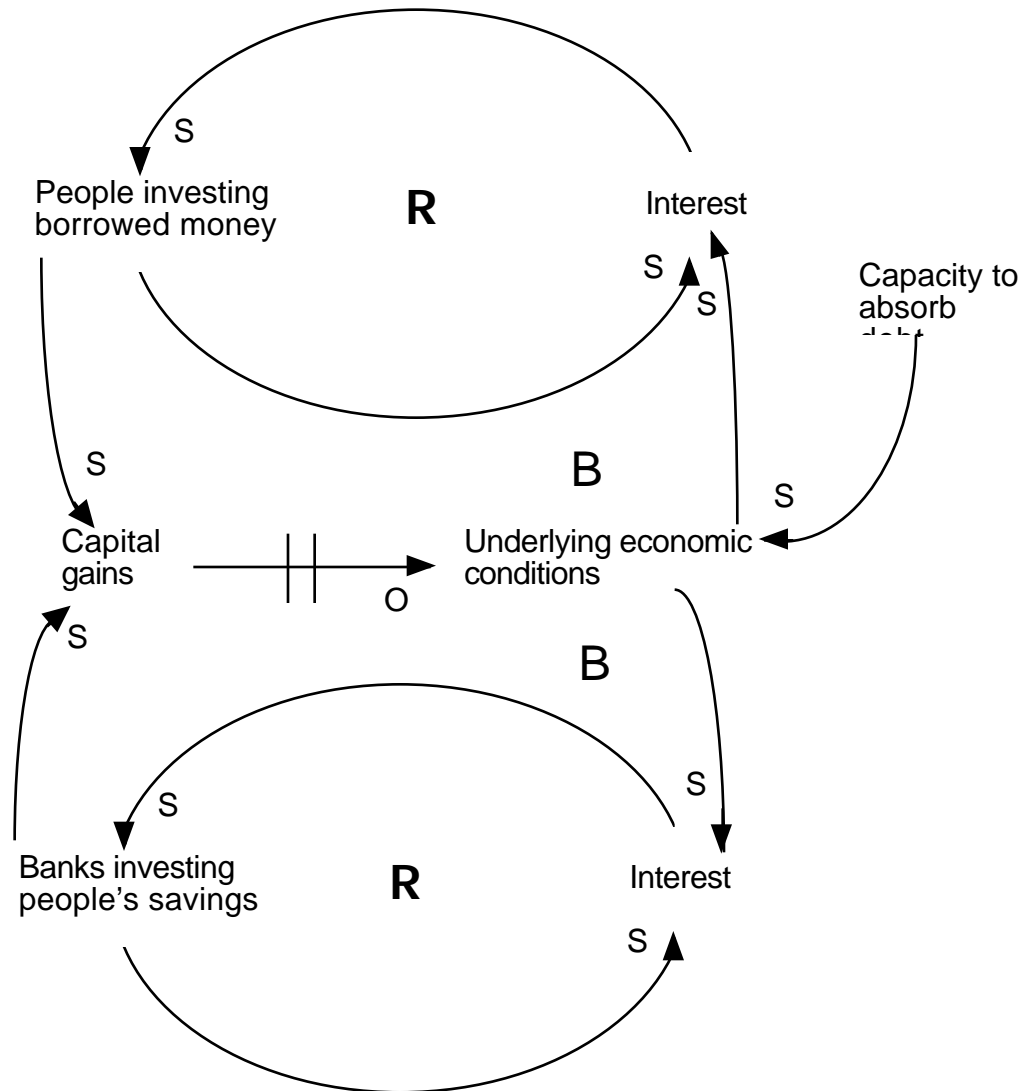 S
People investing
borrowed money
R
Interest
S
S
Capacity to
absorb
S
B
S
Capital
gains
Underlying economic
conditions
O
S
B
S
S
Banks investing
people's savings
R
Interest
S